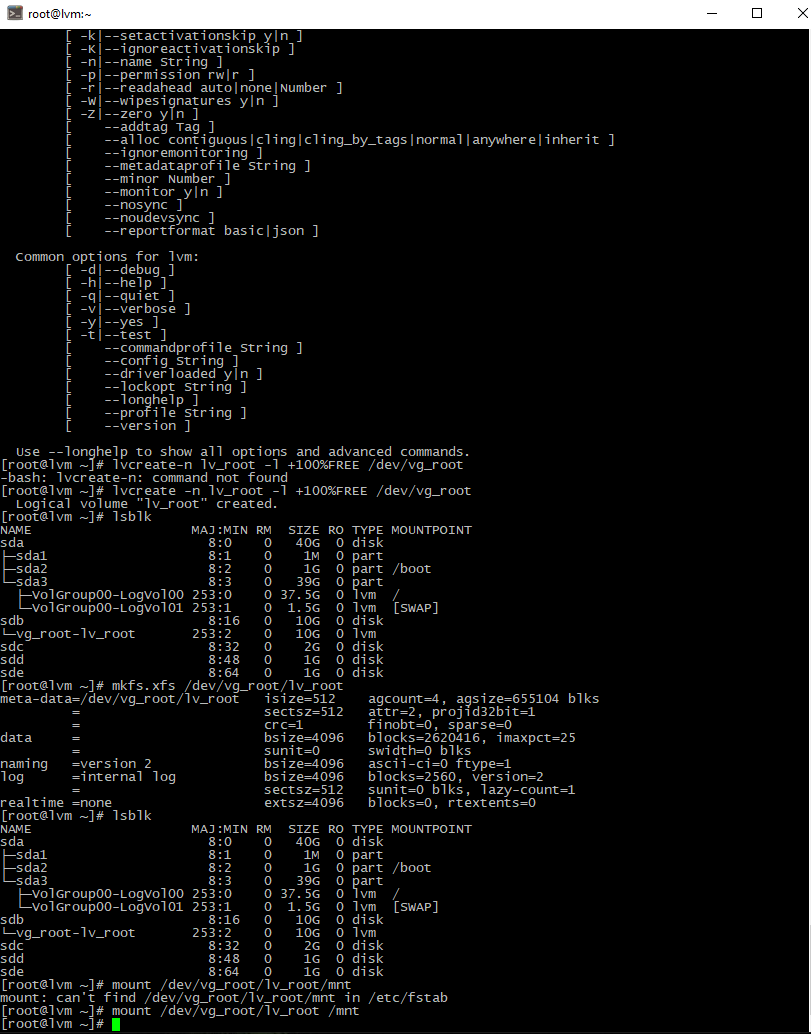 root@lvm:~
[ -k|--setactivationskip y|n ]
[ -K|--ignoreactivationskip ]
[ -n|--name String ]
[ -p|--permission rw|r ]
[ -r|--readahead auto|none|Number ]
[ -W|--wipesignatures y|n ]
[ -Z|--zero y|n ]
[    --addtag Tag ]
[    --alloc contiguous|cling|cling_by_tags|normal|anywhere|inherit ]
[    --ignoremonitoring ]
[    --metadataprofile String ]
[    --minor Number ]
[    --monitor y|n ]
[    --nosync ]
[    --noudevsync ]
[    --reportformat basic|json ]
Common options for lvm:
[ -d|--debug ]
[ -h|--help ]
[ -q|--quiet ]
[ -v|--verbose ]
[ -y|--yes ]
[ -t|--test ]
[    --commandprofile String ]
[    --config String ]
[    --driverloaded y|n ]
[    --lockopt String ]
[    --longhelp ]
[    --profile String ]
[    --version ]
Use --longhelp to show all options and advanced commands.
[root@lvm ~]# lvcreate-n lv_root -l +100%FREE /dev/vg_root
-bash: lvcreate-n: command not found
[root@lvm ~]# lvcreate -n lv_root -l +100%FREE /dev/vg_root
Logical volume "lv_root" created.
[root@lvm ~]# lsblk
NAME                    MAJ:MIN RM  SIZE RO TYPE MOUNTPOINT
sda                       8:0    0   40G  0 disk
├─sda1                    8:1    0    1M  0 part
├─sda2                    8:2    0    1G  0 part /boot
└─sda3                    8:3    0   39G  0 part
├─VolGroup00-LogVol00 253:0    0 37.5G  0 lvm  /
└─VolGroup00-LogVol01 253:1    0  1.5G  0 lvm  [SWAP]
sdb                       8:16   0   10G  0 disk
└─vg_root-lv_root       253:2    0   10G  0 lvm
sdc                       8:32   0    2G  0 disk
sdd                       8:48   0    1G  0 disk
sde                       8:64   0    1G  0 disk
[root@lvm ~]# mkfs.xfs /dev/vg_root/lv_root
meta-data=/dev/vg_root/lv_root   isize=512    agcount=4, agsize=655104 blks
=                       sectsz=512   attr=2, projid32bit=1
=                       crc=1        finobt=0, sparse=0
data     =                       bsize=4096   blocks=2620416, imaxpct=25
=                       sunit=0      swidth=0 blks
naming   =version 2              bsize=4096   ascii-ci=0 ftype=1
log      =internal log           bsize=4096   blocks=2560, version=2
=                       sectsz=512   sunit=0 blks, lazy-count=1
realtime =none                   extsz=4096   blocks=0, rtextents=0
[root@lvm ~]# lsblk
NAME                    MAJ:MIN RM  SIZE RO TYPE MOUNTPOINT
sda                       8:0    0   40G  0 disk
├─sda1                    8:1    0    1M  0 part
├─sda2                    8:2    0    1G  0 part /boot
└─sda3                    8:3    0   39G  0 part
├─VolGroup00-LogVol00 253:0    0 37.5G  0 lvm  /
└─VolGroup00-LogVol01 253:1    0  1.5G  0 lvm  [SWAP]
sdb                       8:16   0   10G  0 disk
└─vg_root-lv_root       253:2    0   10G  0 lvm
sdc                       8:32   0    2G  0 disk
sdd                       8:48   0    1G  0 disk
sde                       8:64   0    1G  0 disk
[root@lvm ~]# mount /dev/vg_root/lv_root/mnt
mount: can't find /dev/vg_root/lv_root/mnt in /etc/fstab
[root@lvm ~]# mount /dev/vg_root/lv_root /mnt
[root@lvm ~]#